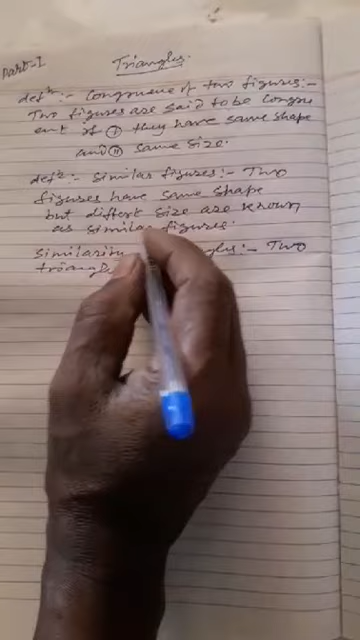 Part-I
Triangles.
defⁿ:- Congruence of two figures:-
Two figures are said to be congru
ent if (i) they have same shape
and (ii) same size.
defⁿ:- Similar figures:- Two
figures have same shape
but differt size are known
as similar figures.
Similarity :- Two